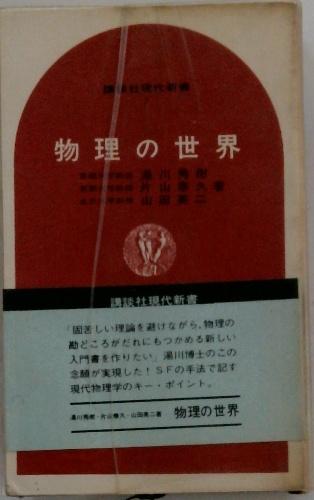 講談社現代新書
物理の世界
湯川秀樹
片山泰久 著
山田英二
講談社現代新書
「固苦しい理論を避けながら、物理の
勘どころがだれにもつかめる新しい
入門書を作りたい」湯川博士のこの
念願が実現した!SFの手法で記す
現代物理学のキー・ポイント。
湯川秀樹・片山泰久・山田英二著 物理の世界